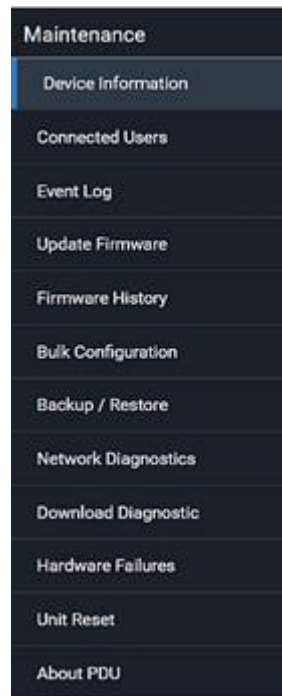 Maintenance
Device Information
Connected Users
Event Log
Update Firmware
Firmware History
Bulk Configuration
Backup / Restore
Network Diagnostics
Download Diagnostic
Hardware Failures
Unit Reset
About PDU